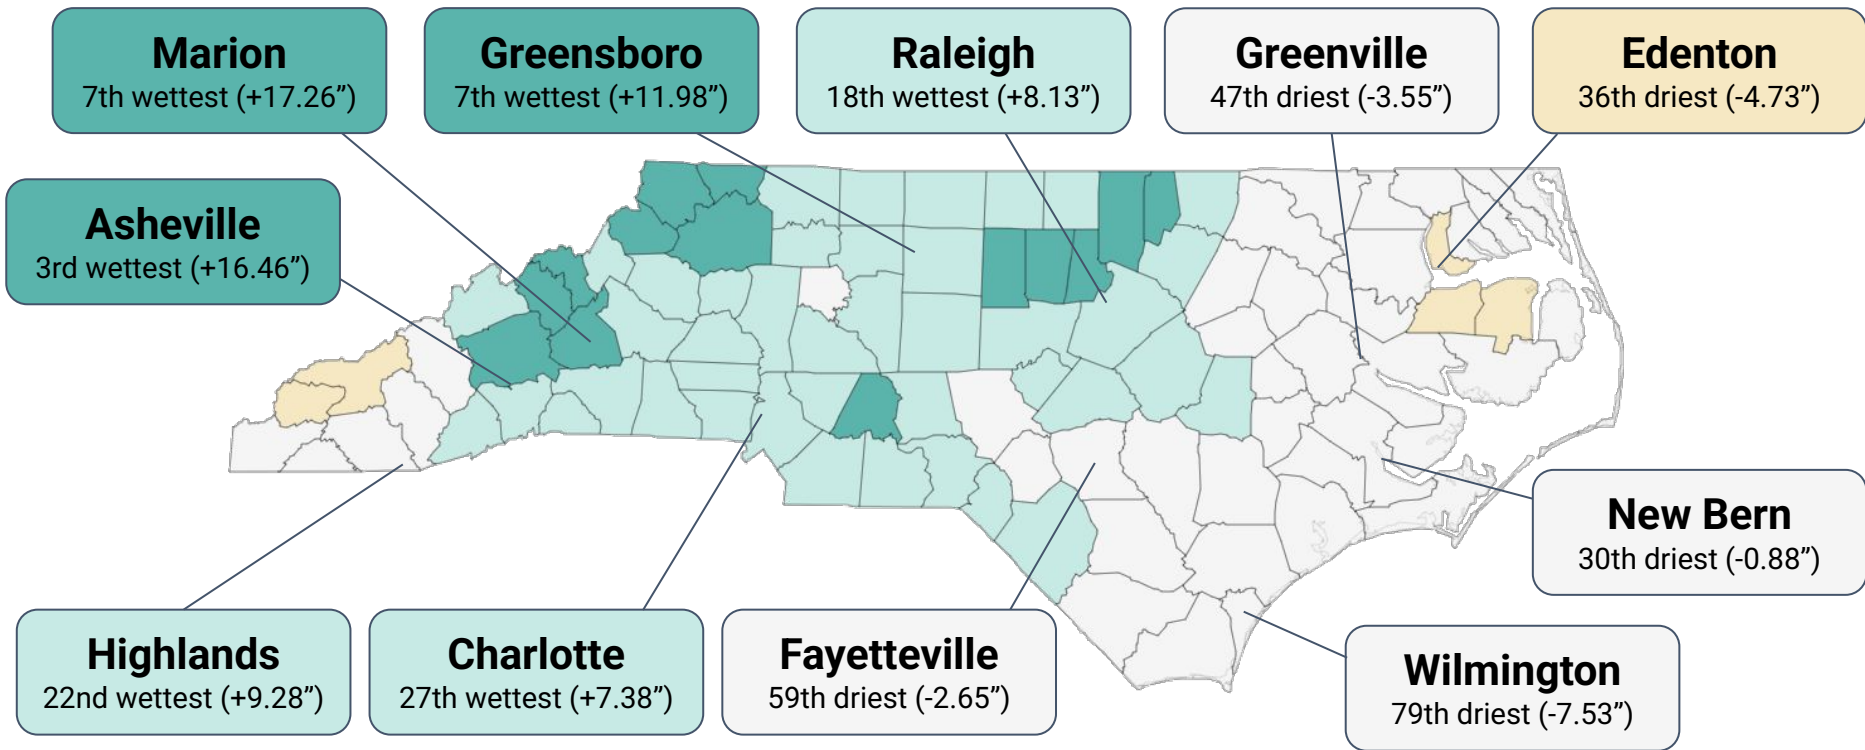 Marion
7th wettest (+17.26”)
Greensboro
7th wettest (+11.98”)
Raleigh
18th wettest (+8.13”)
Greenville
47th driest (-3.55”)
Edenton
36th driest (-4.73”)
Asheville
3rd wettest (+16.46”)
New Bern
30th driest (-0.88”)
Highlands
22nd wettest (+9.28”)
Charlotte
27th wettest (+7.38”)
Fayetteville
59th driest (-2.65”)
Wilmington
79th driest (-7.53”)